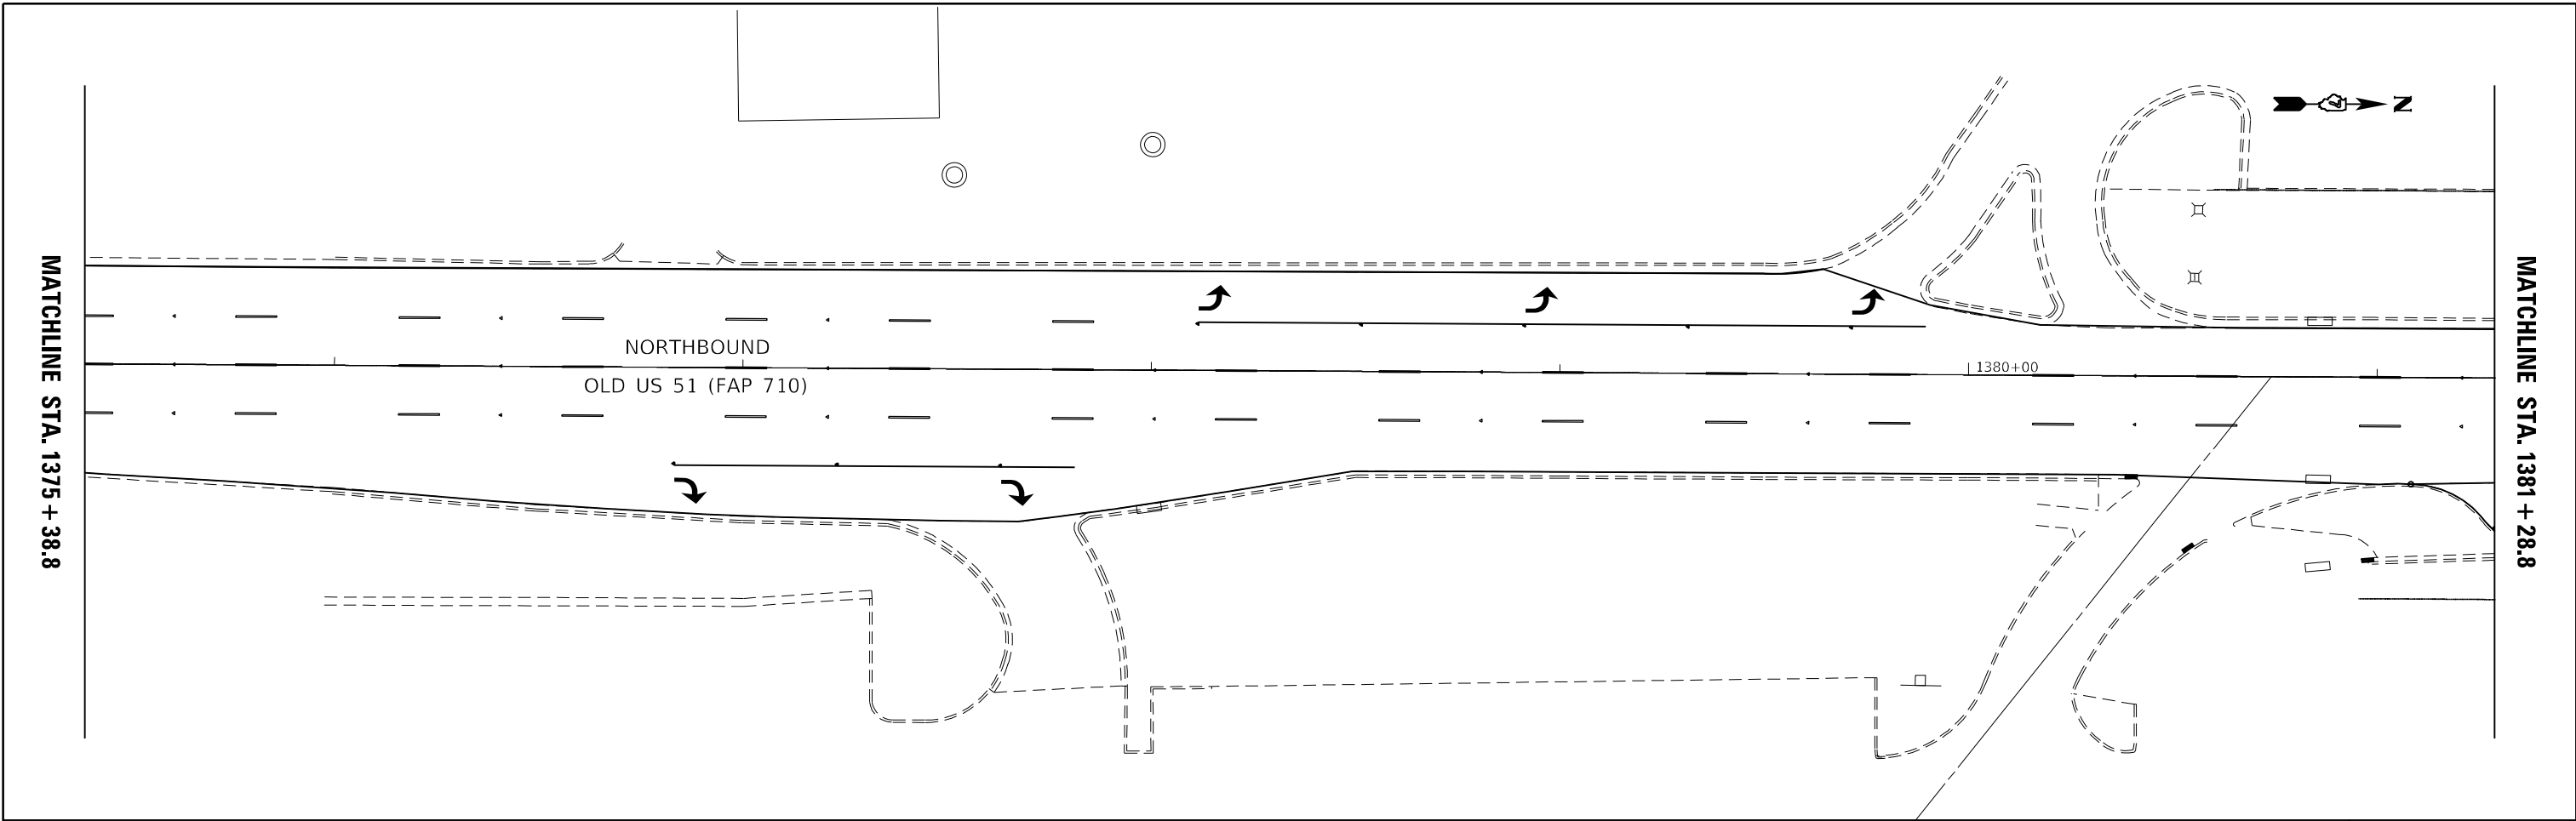 MATCHLINE STA. 1375 + 38.8
N
NORTHBOUND
OLD US 51 (FAP 710)
1380+00
MATCHLINE STA. 1381 + 28.8